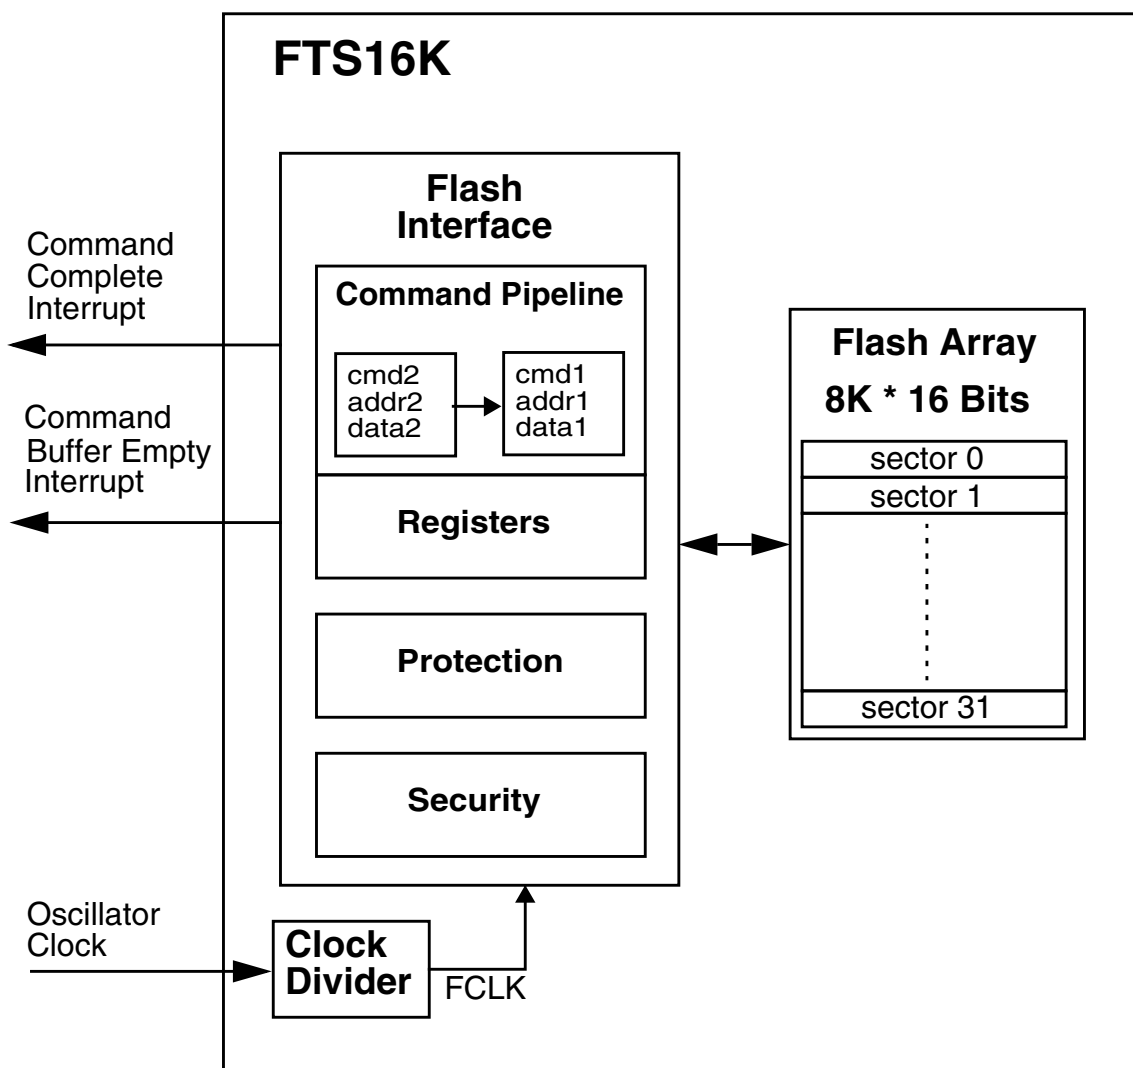 FTS16K
Flash
Interface
Command
Complete
Interrupt
Command Pipeline
cmd2
addr2
data2
cmd1
addr1
data1
Command
Buffer Empty
Interrupt
Registers
Protection
Security
Flash Array
8K * 16 Bits
sector 0
sector 1
sector 31
Oscillator
Clock
Clock
Divider
FCLK